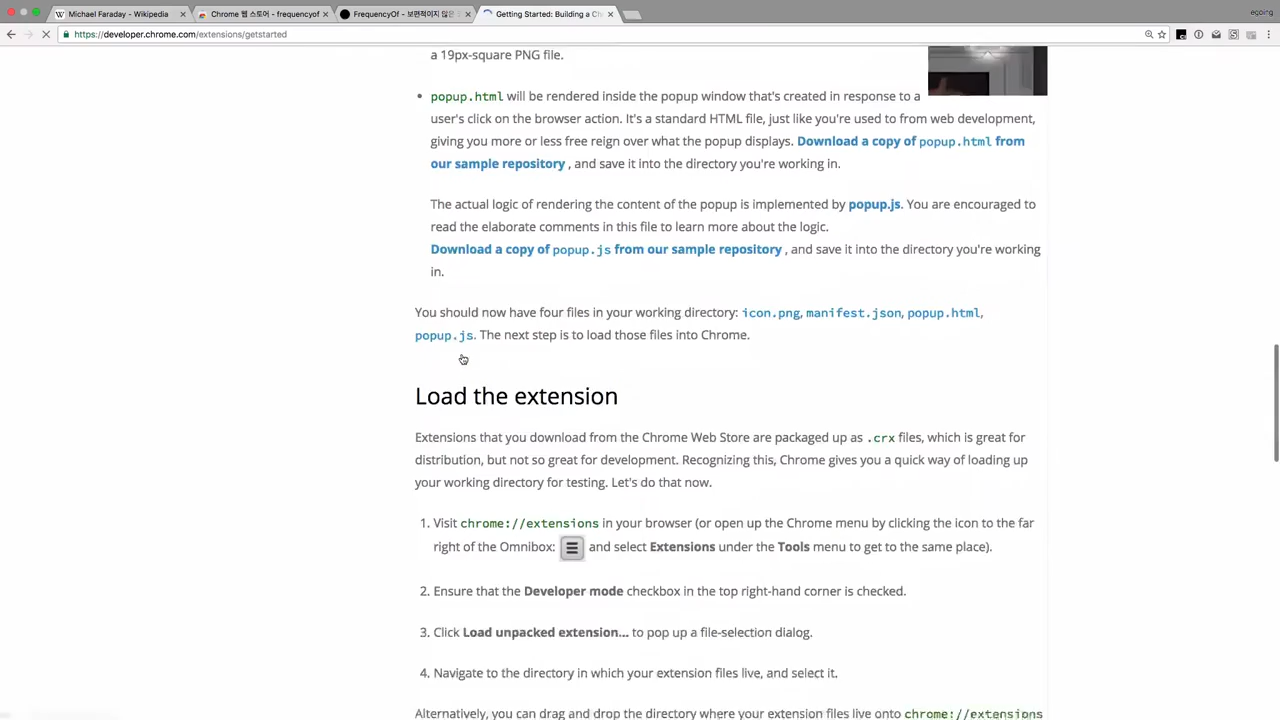 Michael Faraday - Wikipedia
Chrome 웹 스토어 - frequencyof
FrequencyOf - 보편적이지 않은
Getting Started: Building a Ch
egoing
https://developer.chrome.com/extensions/getstarted
a 19px-square PNG file.
popup.html will be rendered inside the popup window that's created in response to a
user's click on the browser action. It's a standard HTML file, just like you're used to from web development,
giving you more or less free reign over what the popup displays. Download a copy of popup.html from
our sample repository , and save it into the directory you're working in.
The actual logic of rendering the content of the popup is implemented by popup.js. You are encouraged to
read the elaborate comments in this file to learn more about the logic.
Download a copy of popup.js from our sample repository , and save it into the directory you're working
in.
You should now have four files in your working directory: icon.png, manifest.json, popup.html,
popup.js. The next step is to load those files into Chrome.
Load the extension
Extensions that you download from the Chrome Web Store are packaged up as .crx files, which is great for
distribution, but not so great for development. Recognizing this, Chrome gives you a quick way of loading up
your working directory for testing. Let's do that now.
1. Visit chrome://extensions in your browser (or open up the Chrome menu by clicking the icon to the far
right of the Omnibox: and select Extensions under the Tools menu to get to the same place).
2. Ensure that the Developer mode checkbox in the top right-hand corner is checked.
3. Click Load unpacked extension... to pop up a file-selection dialog.
4. Navigate to the directory in which your extension files live, and select it.
Alternatively, you can drag and drop the directory where your extension files live onto chrome://extensions